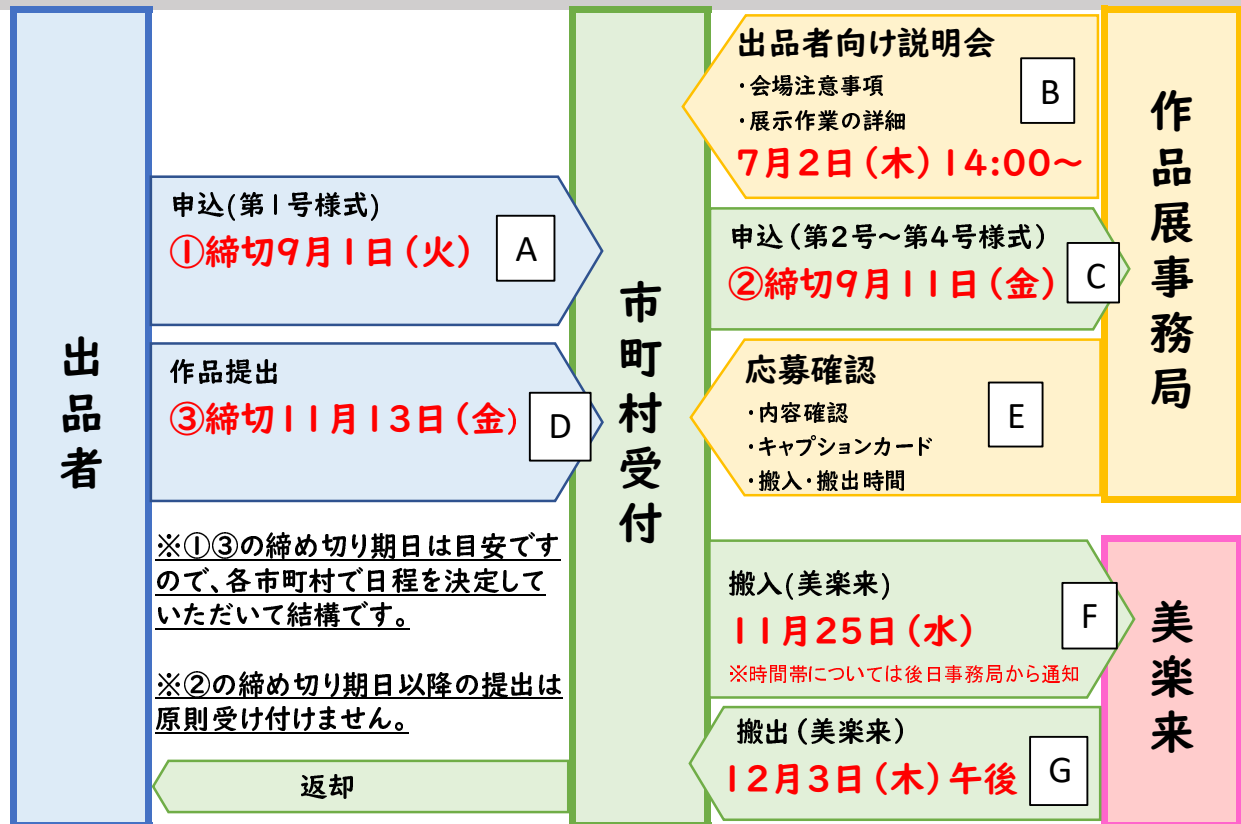 出品者
申込(第1号様式)
①締切9月1日(火)
A
作品提出
③締切11月13日(金)
D
※①③の締め切り期日は目安です
ので、各市町村で日程を決定して
いただいて結構です。
※②の締め切り期日以降の提出は
原則受け付けません。
返却
市町村受付
出品者向け説明会
・会場注意事項
・展示作業の詳細
7月2日(木)14:00～
B
申込(第2号～第4号様式)
②締切9月11日(金)
C
応募確認
・内容確認
・キャプションカード
・搬入・搬出時間
E
搬入(美楽来)
11月25日(水)
※時間帯については後日事務局から通知
F
搬出(美楽来)
12月3日(木)午後
G
作品展事務局
美楽来